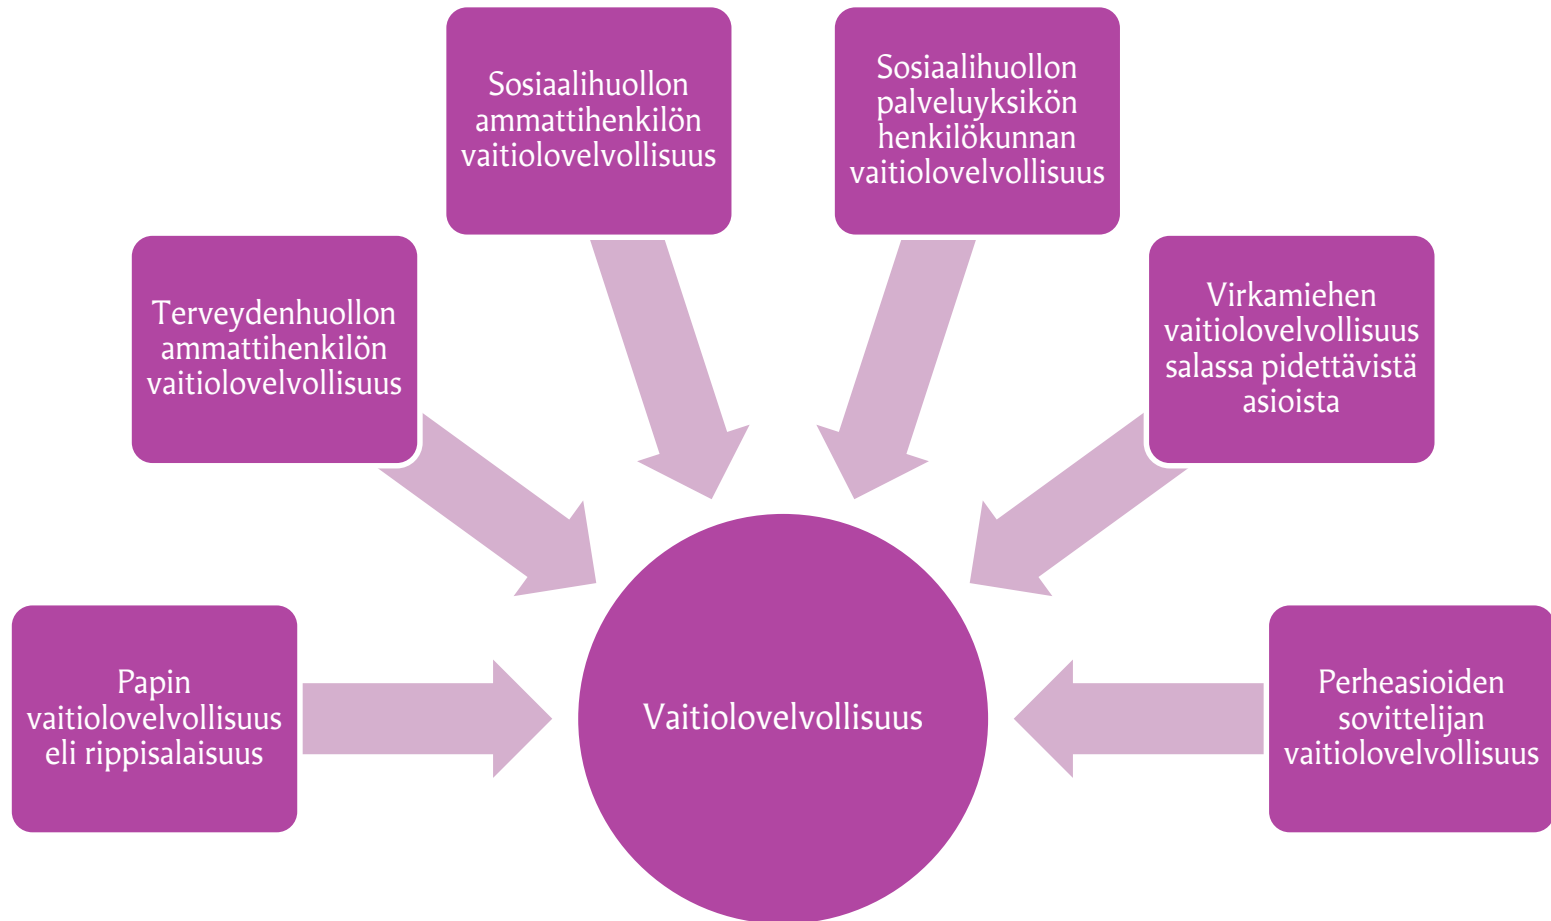 Sosiaalihuollon
ammattihenkilön
vaitiolovelvollisuus
Sosiaalihuollon
palveluyksikön
henkilökunnan
vaitiolovelvollisuus
Terveydenhuollon
ammattihenkilön
vaitiolovelvollisuus
Virkamiehen
vaitiolovelvollisuus
salassa pidettävistä
asioista
Papin
vaitiolovelvollisuus
eli rippisalaisuus
Vaitiolovelvollisuus
Perheasioiden
sovittelijan
vaitiolovelvollisuus